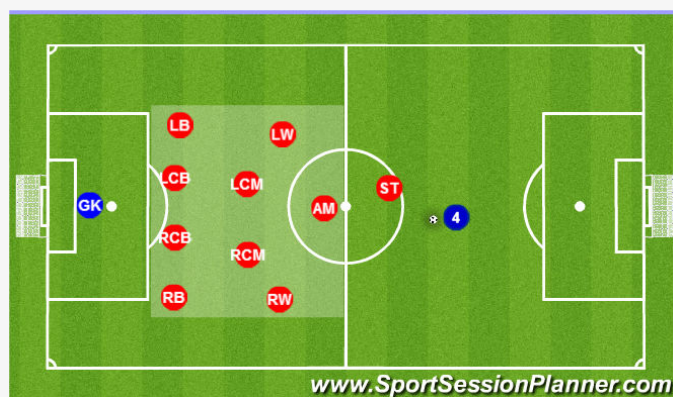 LB
LW
LCB
LCM
ST
GK
AM
4
RCB
RCM
RB
RW
www.SportSessionPlanner.com